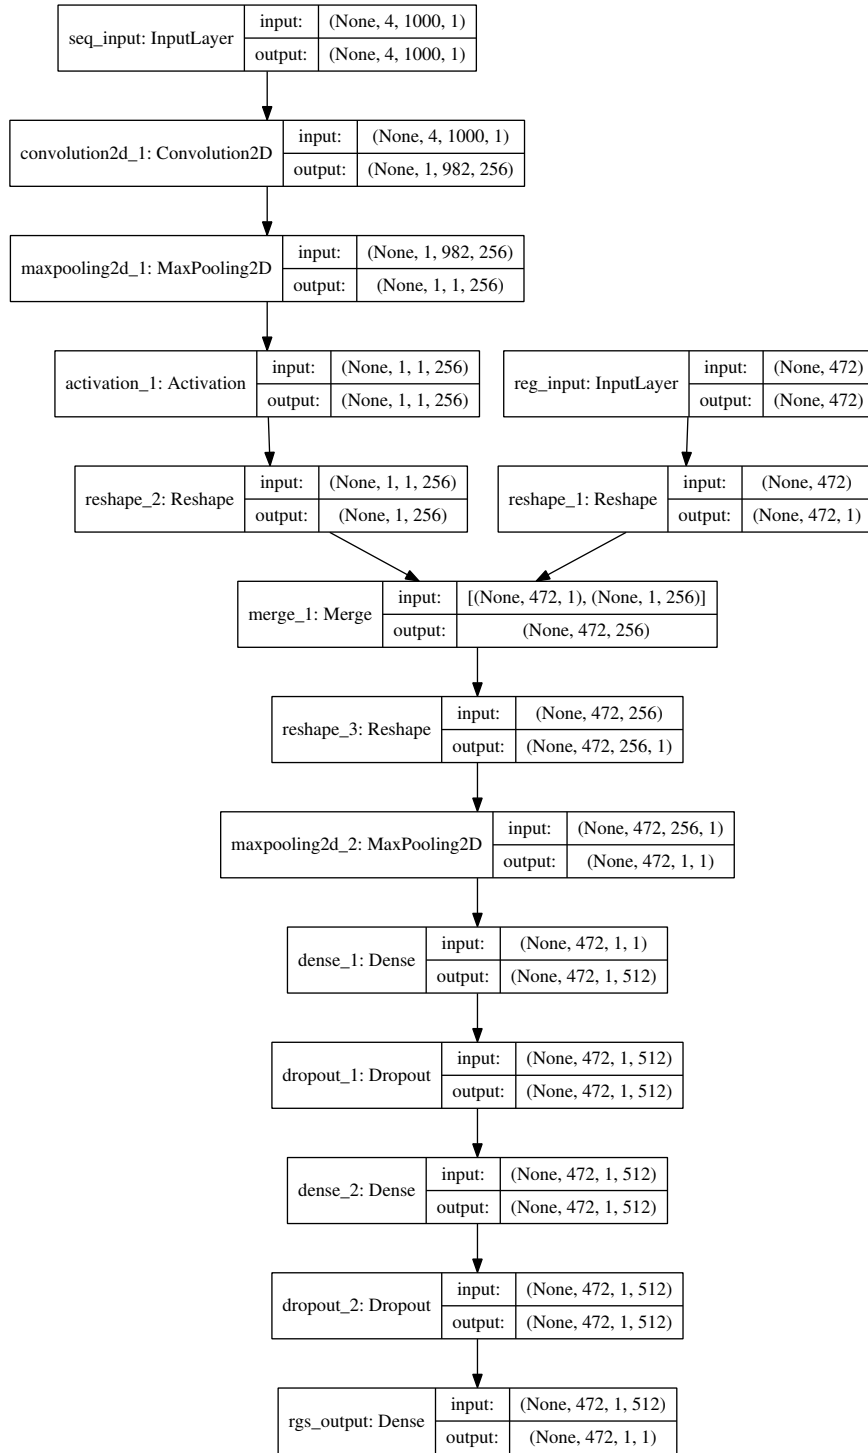 seq_input: InputLayer
input: (None, 4, 1000, 1)
output: (None, 4, 1000, 1)
convolution2d_1: Convolution2D
input: (None, 4, 1000, 1)
output: (None, 1, 982, 256)
maxpooling2d_1: MaxPooling2D
input: (None, 1, 982, 256)
output: (None, 1, 1, 256)
activation_1: Activation
input: (None, 1, 1, 256)
output: (None, 1, 1, 256)
reg_input: InputLayer
input: (None, 472)
output: (None, 472)
reshape_2: Reshape
input: (None, 1, 1, 256)
output: (None, 1, 256)
reshape_1: Reshape
input: (None, 472)
output: (None, 472, 1)
merge_1: Merge
input: [(None, 472, 1), (None, 1, 256)]
output: (None, 472, 256)
reshape_3: Reshape
input: (None, 472, 256)
output: (None, 472, 256, 1)
maxpooling2d_2: MaxPooling2D
input: (None, 472, 256, 1)
output: (None, 472, 1, 1)
dense_1: Dense
input: (None, 472, 1, 1)
output: (None, 472, 1, 512)
dropout_1: Dropout
input: (None, 472, 1, 512)
output: (None, 472, 1, 512)
dense_2: Dense
input: (None, 472, 1, 512)
output: (None, 472, 1, 512)
dropout_2: Dropout
input: (None, 472, 1, 512)
output: (None, 472, 1, 512)
rgs_output: Dense
input: (None, 472, 1, 512)
output: (None, 472, 1, 1)